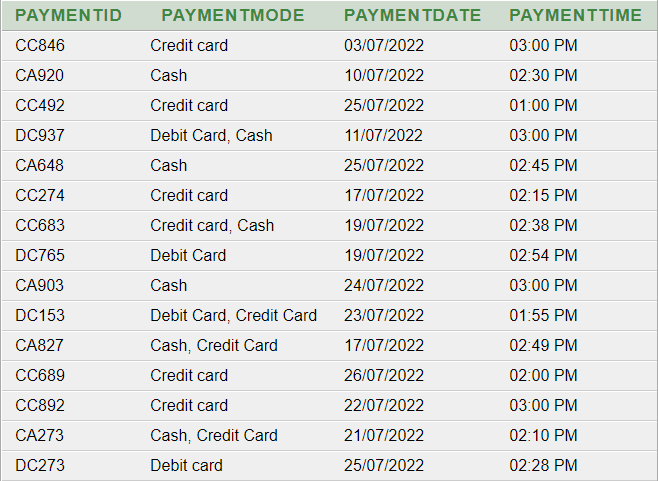 PAYMENTID PAYMENTMODE PAYMENTDATE PAYMENTTIME
CC846 Credit card 03/07/2022 03:00 PM
CA920 Cash 10/07/2022 02:30 PM
CC492 Credit card 25/07/2022 01:00 PM
DC937 Debit Card, Cash 11/07/2022 03:00 PM
CA648 Cash 25/07/2022 02:45 PM
CC274 Credit card 17/07/2022 02:15 PM
CC683 Credit card, Cash 19/07/2022 02:38 PM
DC765 Debit Card 19/07/2022 02:54 PM
CA903 Cash 24/07/2022 03:00 PM
DC153 Debit Card, Credit Card 23/07/2022 01:55 PM
CA827 Cash, Credit Card 17/07/2022 02:49 PM
CC689 Credit card 26/07/2022 02:00 PM
CC892 Credit card 22/07/2022 03:00 PM
CA273 Cash, Credit Card 21/07/2022 02:10 PM
DC273 Debit card 25/07/2022 02:28 PM